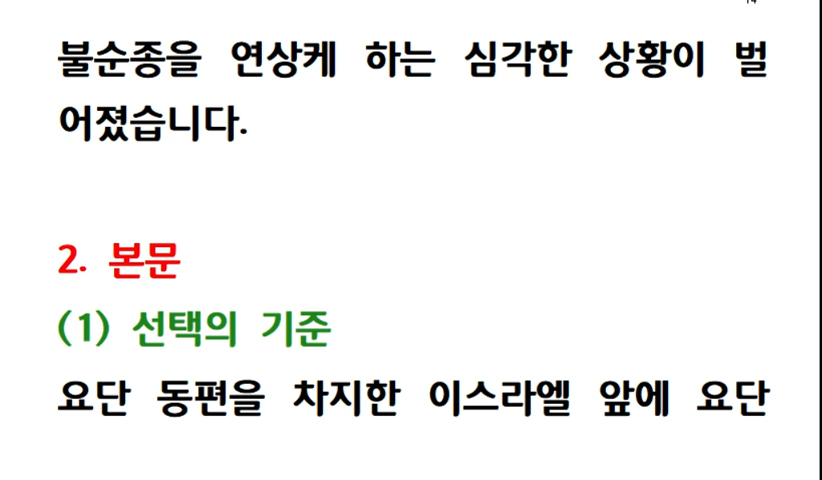 불순종을 연상케 하는 심각한 상황이 벌
어졌습니다.
2. 본문
(1) 선택의 기준
요단 동편을 차지한 이스라엘 앞에 요단